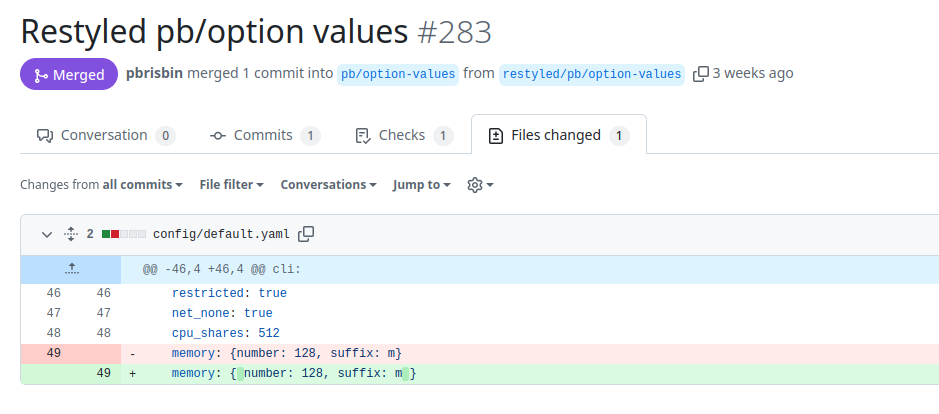 Restyled pb/option values #283
Merged pbrisbin merged 1 commit into pb/option-values from restyled/pb/option-values 3 weeks ago
Conversation 0 Commits 1 Checks 1 Files changed 1
Changes from all commits File filter Conversations Jump to
2 config/default.yaml
@@ -46,4 +46,4 @@ cli:
46 46 restricted: true
47 47 net_none: true
48 48 cpu_shares: 512
49 - memory: {number: 128, suffix: m}
49 + memory: { number: 128, suffix: m }